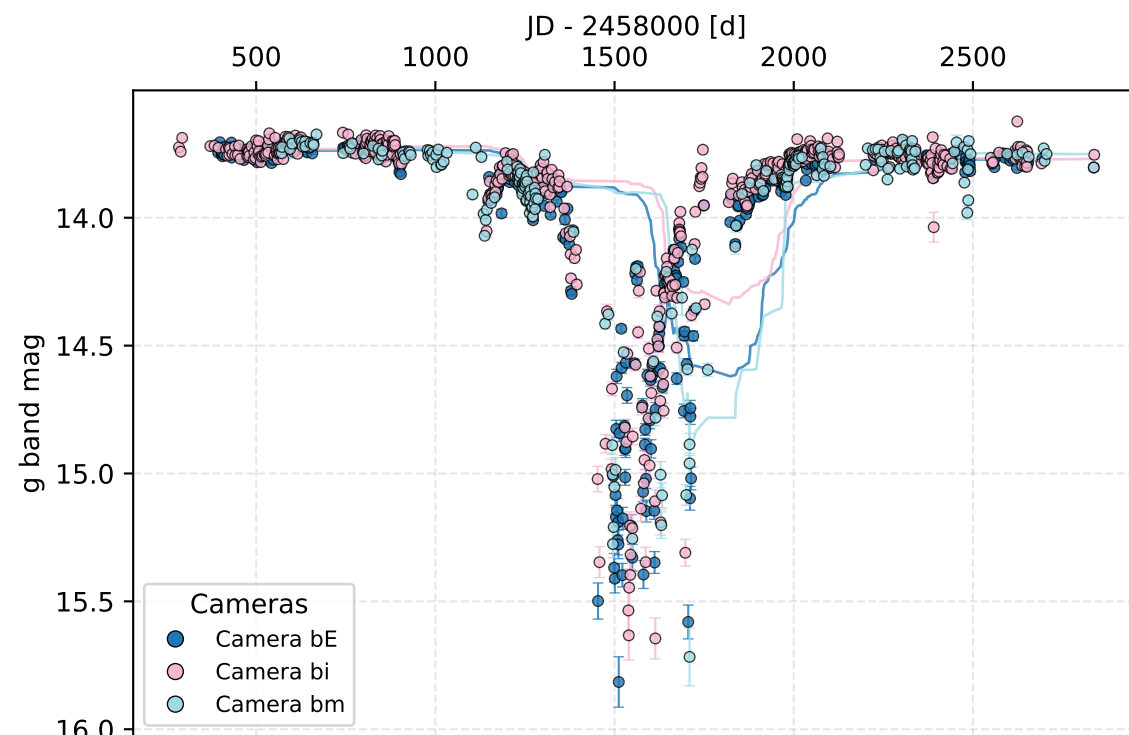 JD - 2458000 [d]
500 1000 1500 2000 2500
g band mag
14.0
14.5
15.0
15.5
16.0
Cameras
Camera bE
Camera bi
Camera bm